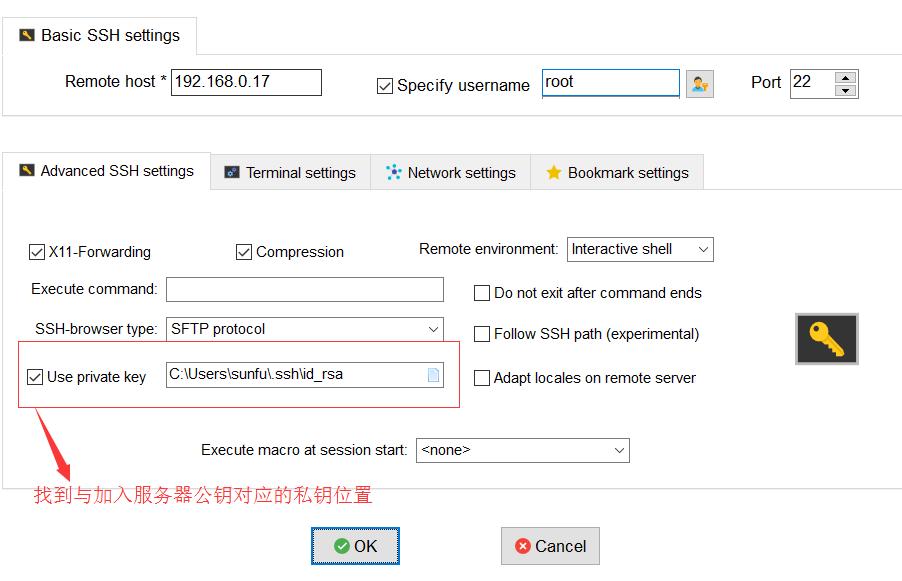 Basic SSH settings
Remote host * 192.168.0.17 Specify username root Port 22
Advanced SSH settings Terminal settings Network settings Bookmark settings
X11-Forwarding Compression Remote environment: Interactive shell
Execute command: Do not exit after command ends
SSH-browser type: SFTP protocol Follow SSH path (experimental)
Use private key C:\Users\sunfu\.ssh\id_rsa Adapt locales on remote server
Execute macro at session start: <none>
找到与加入服务器公钥对应的私钥位置
OK Cancel